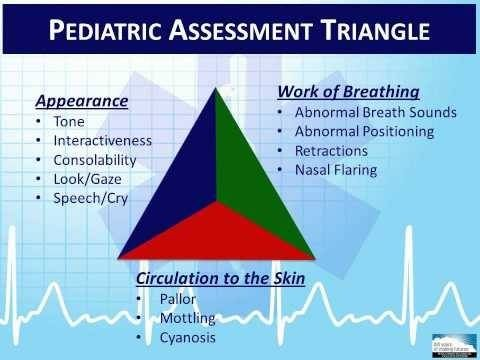 PEDIATRIC ASSESSMENT TRIANGLE
Appearance
• Tone
• Interactiveness
• Consolability
• Look/Gaze
• Speech/Cry
Work of Breathing
• Abnormal Breath Sounds
• Abnormal Positioning
• Retractions
• Nasal Flaring
Circulation to the Skin
• Pallor
• Mottling
• Cyanosis